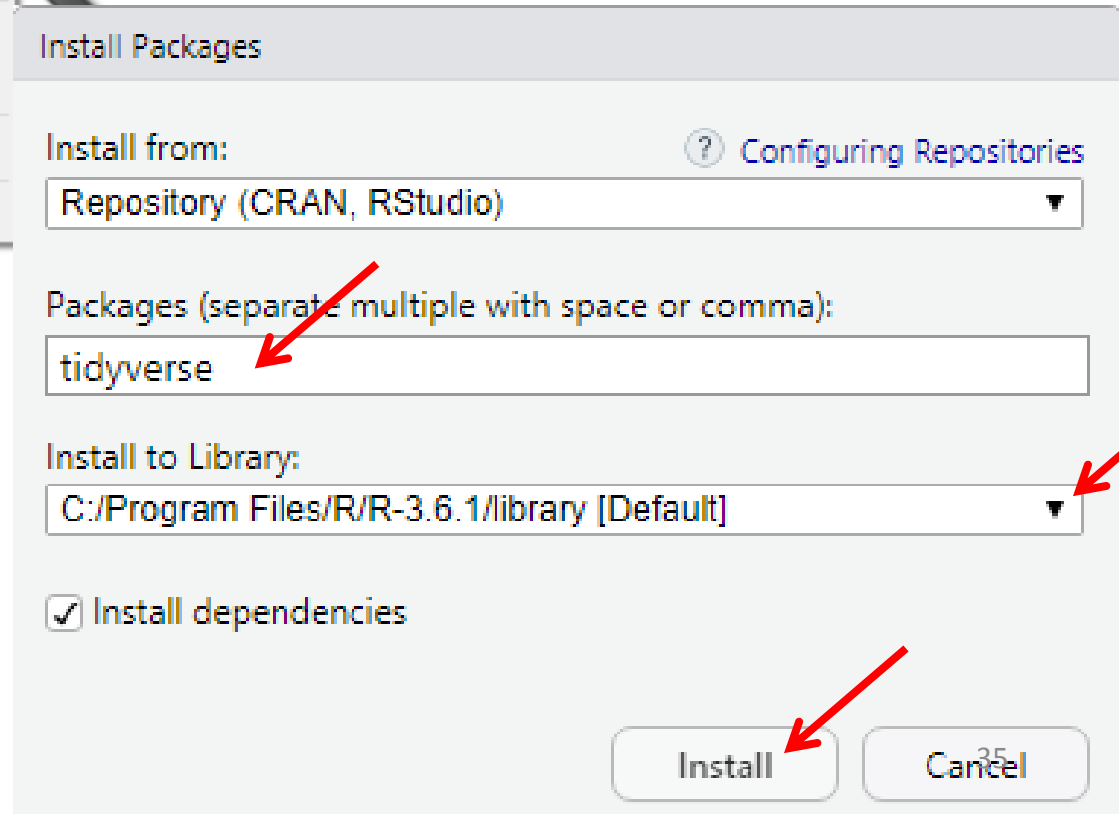 Install Packages
Install from:
? Configuring Repositories
Repository (CRAN, RStudio)
Packages (separate multiple with space or comma):
tidyverse
Install to Library:
C:/Program Files/R/R-3.6.1/library [Default]
Install dependencies
Install
Cancel
35